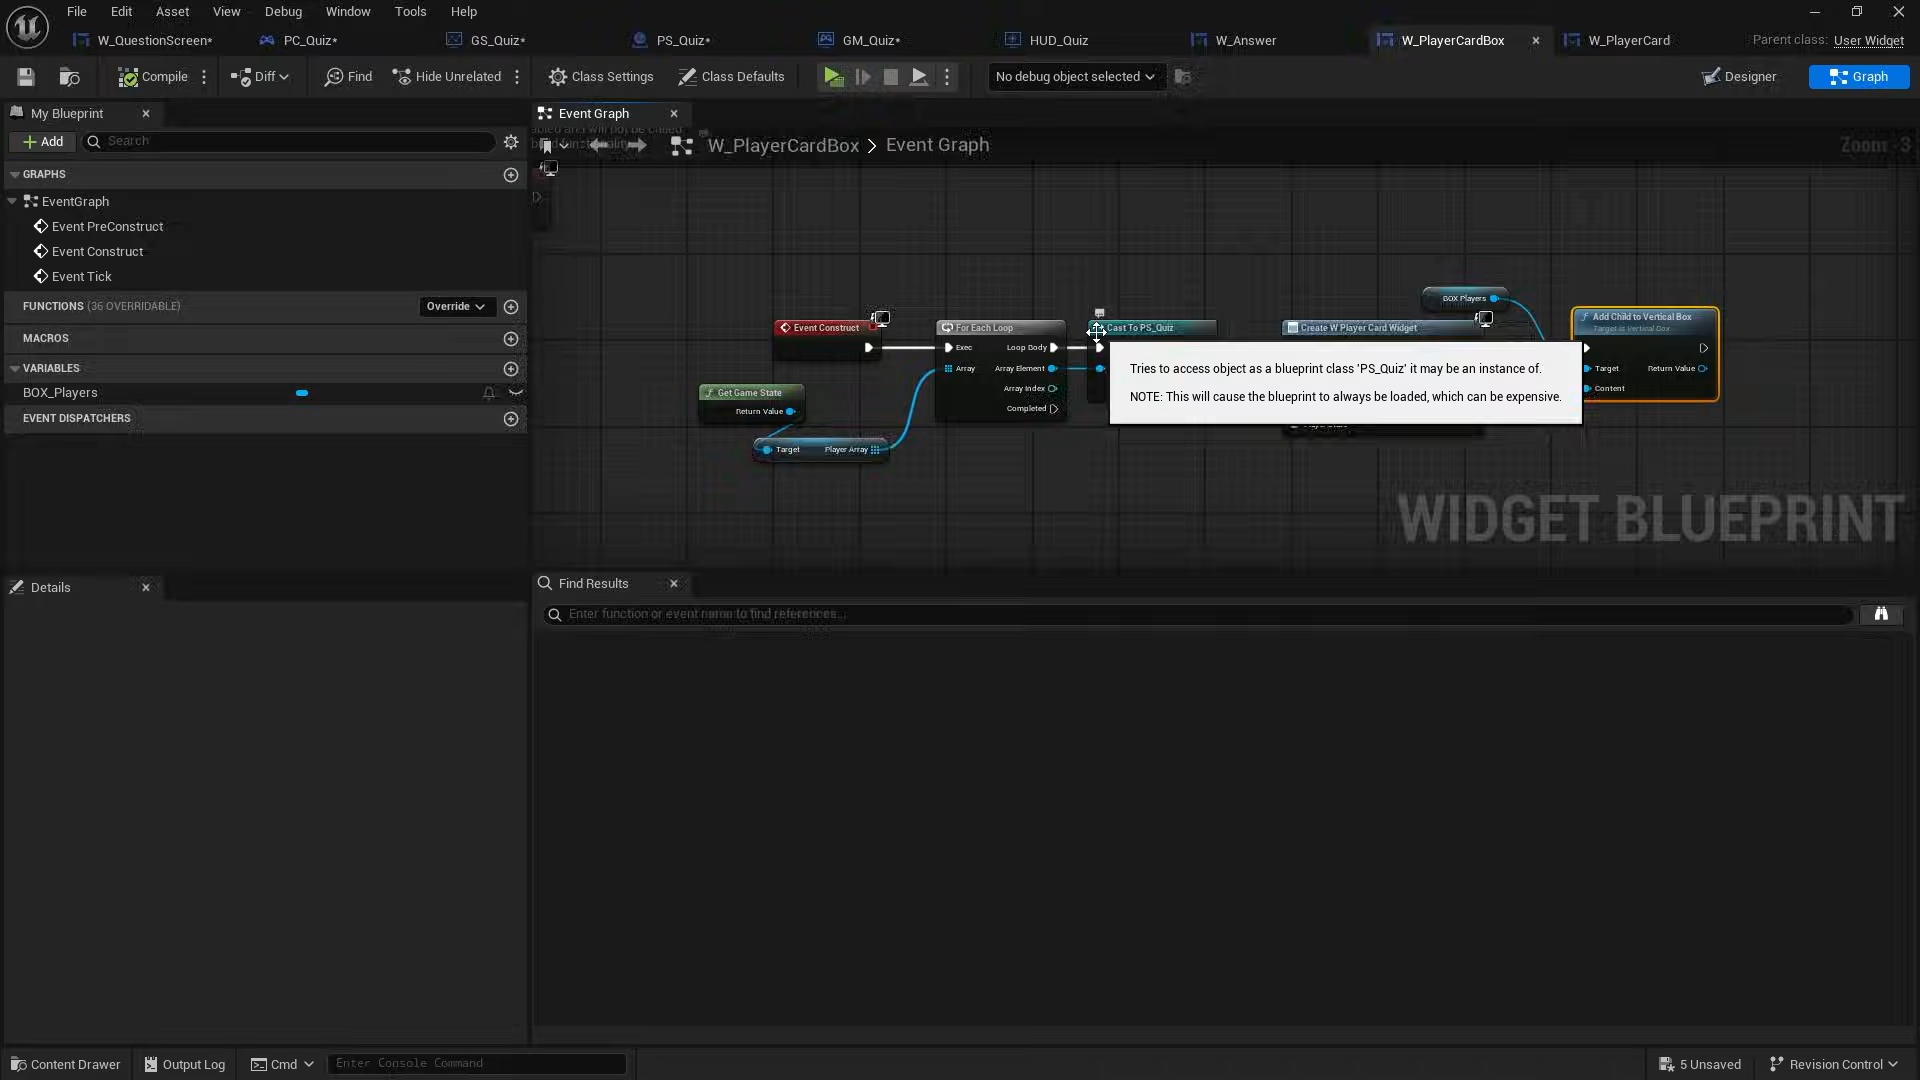 File Edit Asset View Debug Window Tools Help
W_QuestionScreen* PC_Quiz* GS_Quiz* PS_Quiz* GM_Quiz* HUD_Quiz W_Answer W_PlayerCardBox W_PlayerCard Parent class: User Widget
Compile Diff Find Hide Unrelated Class Settings Class Defaults No debug object selected Designer Graph
My Blueprint
Event Graph
Add Search
W_PlayerCardBox > Event Graph
Zoom -3
GRAPHS
EventGraph
Event PreConstruct
Event Construct
Event Tick
FUNCTIONS (36 OVERRIDABLE) Override
MACROS
VARIABLES
BOX_Players
EVENT DISPATCHERS
BOX Players
Event Construct
For Each Loop
Exec Loop Body
Array Array Element
Array Index
Completed
Cast To PS_Quiz
Create W Player Card Widget
Add Child to Vertical Box
Target is Vertical Box
Target Return Value
Content
Get Game State
Return Value
Target Player Array
Tries to access object as a blueprint class 'PS_Quiz' it may be an instance of.
NOTE: This will cause the blueprint to always be loaded, which can be expensive.
WIDGET BLUEPRINT
Details
Find Results
Enter function or event name to find references...
Content Drawer Output Log Cmd Enter Console Command 5 Unsaved Revision Control